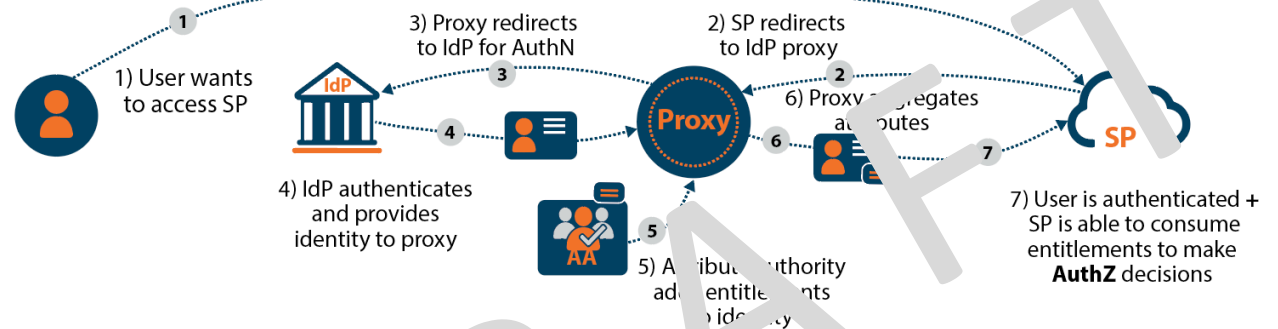 1
1) User wants
to access SP
IdP
3) Proxy redirects
to IdP for AuthN
3
4
4) IdP authenticates
and provides
identity to proxy
Proxy
AA
5
5)
2) SP redirects
to IdP proxy
2
6) Proxy aggregates
attributes
6
7
SP
7) User is authenticated +
SP is able to consume
entitlements to make
AuthZ decisions